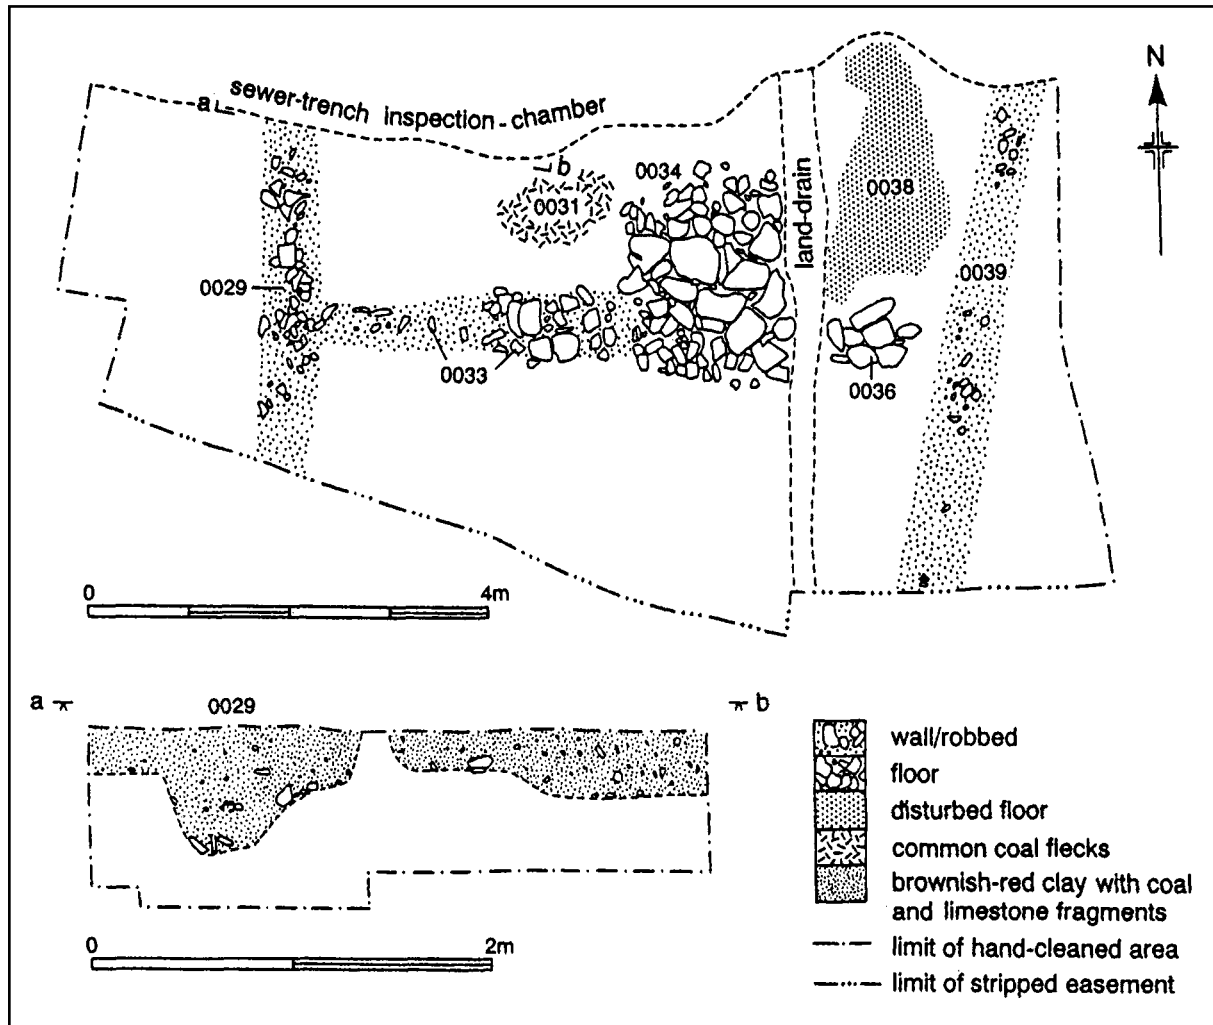 N
sewer-trench inspection-chamber
a
b
0034
0031
0038
land-drain
0029
0039
0033
0036
0 4m
a 0029 b
wall/robbed
floor
disturbed floor
common coal flecks
brownish-red clay with coal
and limestone fragments
limit of hand-cleaned area
limit of stripped easement
0 2m